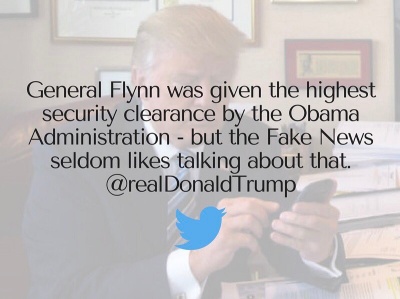 General Flynn was given the highest
security clearance by the Obama
Administration - but the Fake News
seldom likes talking about that.
@realDonaldTrump